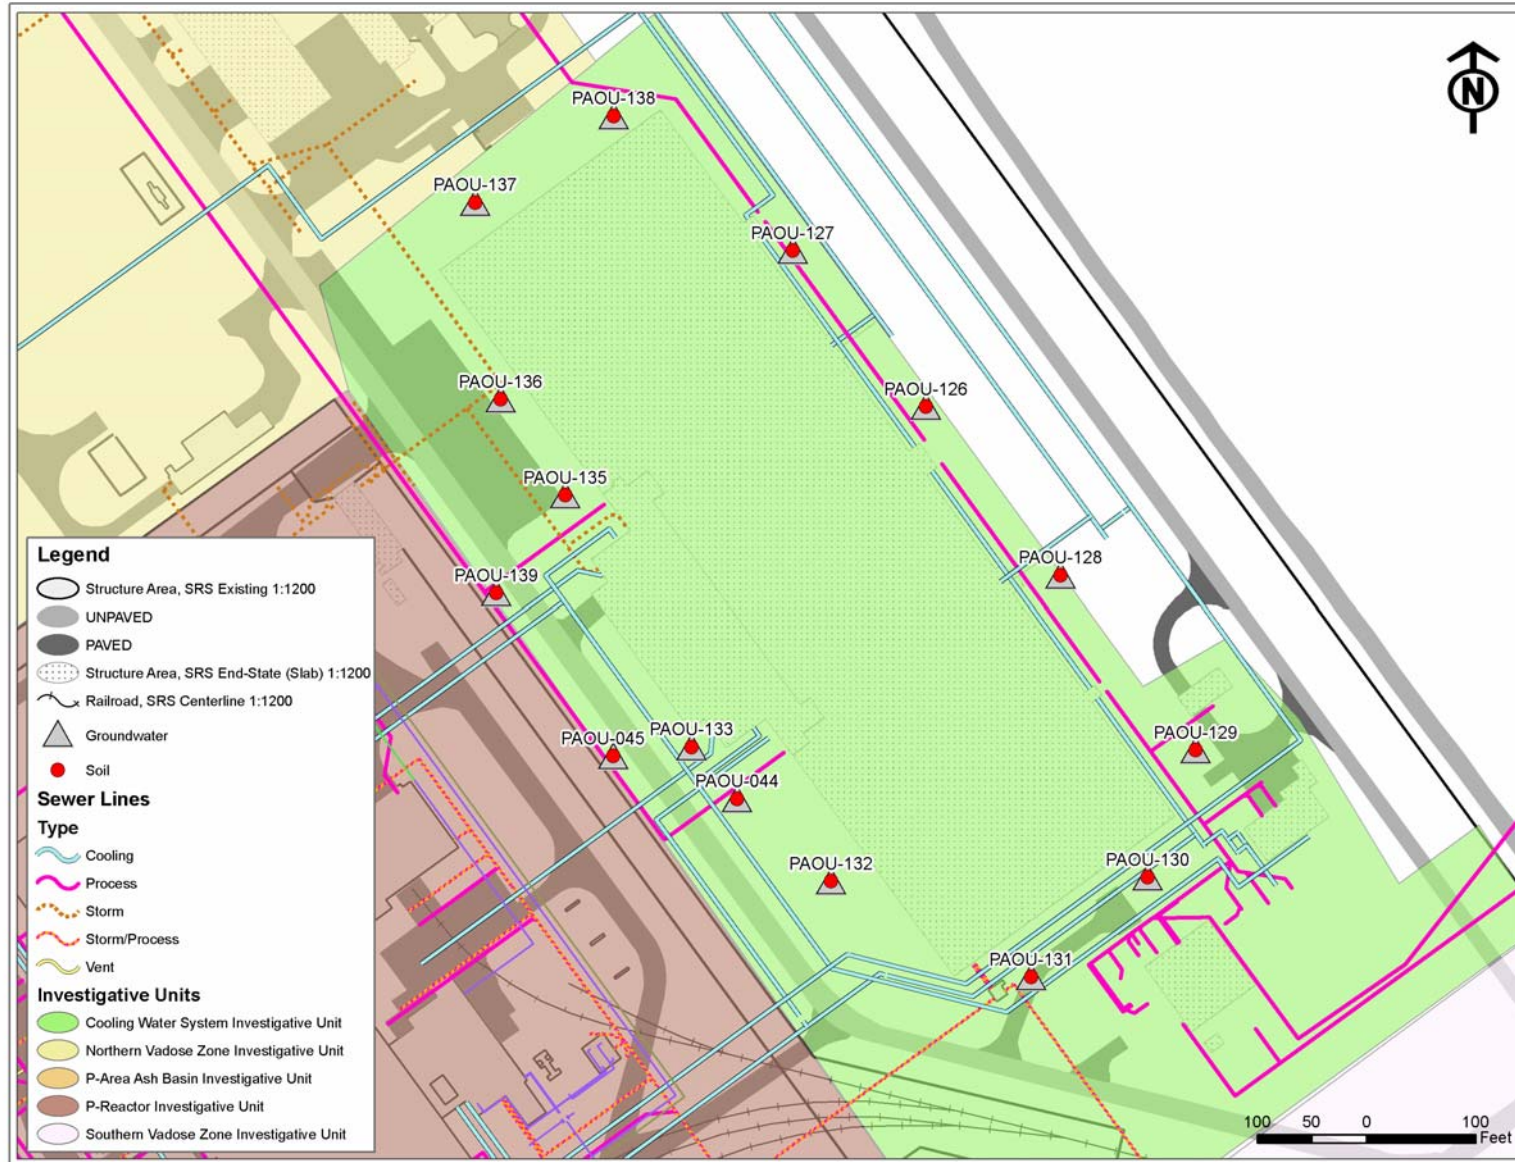 N
PAOU-138
PAOU-137
PAOU-127
PAOU-136
PAOU-126
PAOU-135
PAOU-128
PAOU-139
PAOU-045
PAOU-133
PAOU-129
PAOU-044
PAOU-132
PAOU-130
PAOU-131
Legend
Structure Area, SRS Existing 1:1200
UNPAVED
PAVED
Structure Area, SRS End-State (Slab) 1:1200
Railroad, SRS Centerline 1:1200
Groundwater
Soil
Sewer Lines
Type
Cooling
Process
Storm
Storm/Process
Vent
Investigative Units
Cooling Water System Investigative Unit
Northern Vadose Zone Investigative Unit
P-Area Ash Basin Investigative Unit
P-Reactor Investigative Unit
Southern Vadose Zone Investigative Unit
100 50 0 100
Feet